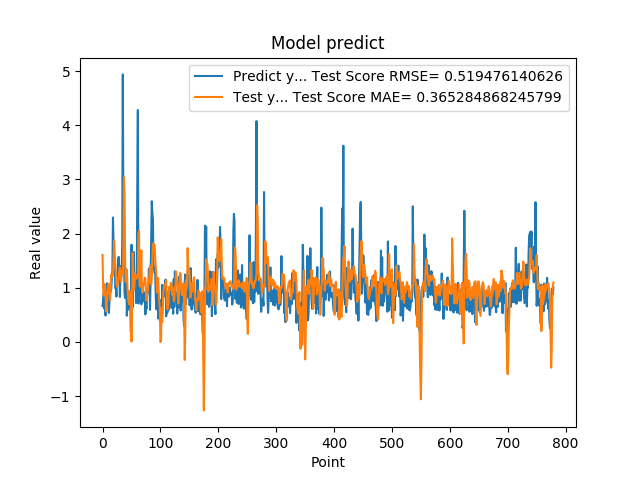 Model predict
Predict y... Test Score RMSE= 0.519476140626
Test y... Test Score MAE= 0.365284868245799
5
4
3
2
1
0
−1
Real value
0 100 200 300 400 500 600 700 800
Point